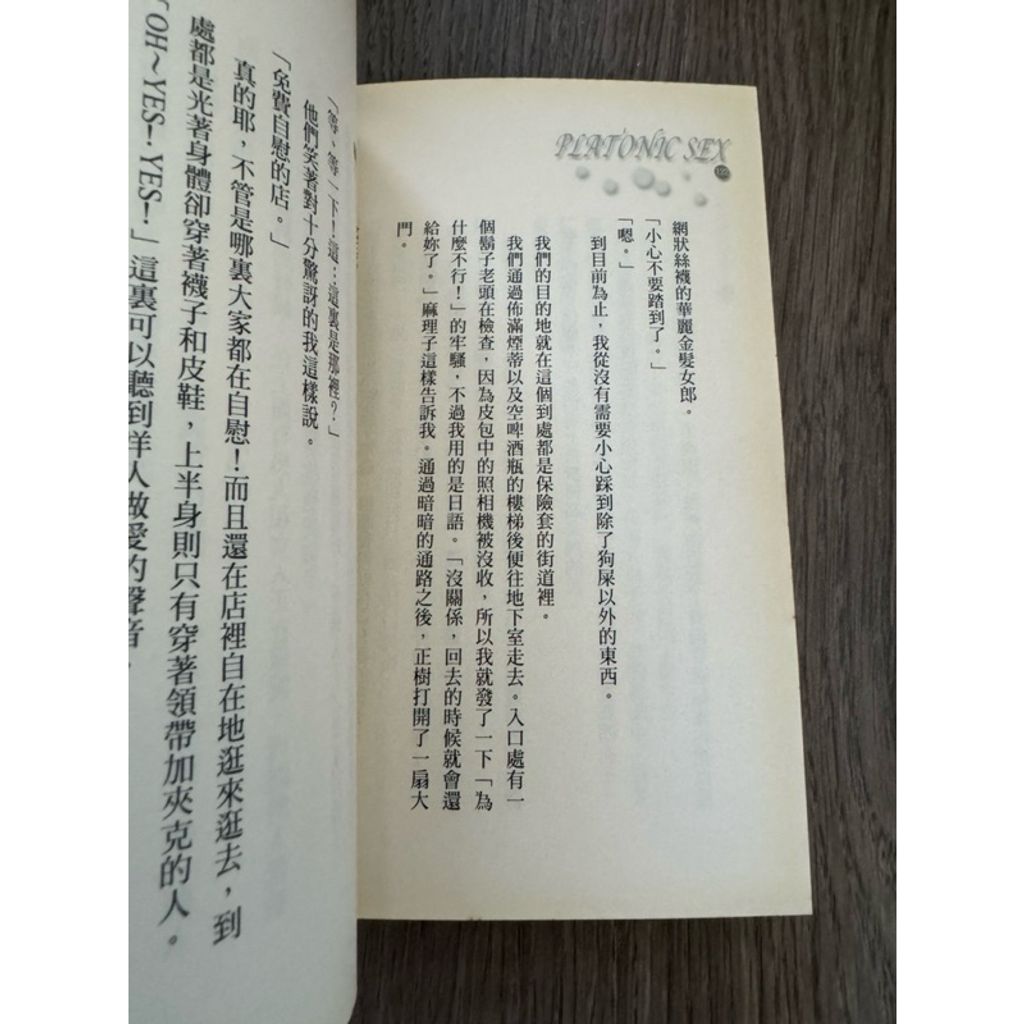 PLATONIC SEX
網狀絲襪的華麗金髮女郎。
「小心不要踏到了。」
「嗯。」
到目前為止，我從沒有需要小心踩到除了狗屎以外的東西。
我們的目的地就在這個到處都是保險套的街道裡。
我們通過佈滿煙蒂以及空啤酒瓶的樓梯後便往地下室走去。入口處有一
個鬍子老頭在檢查，因為皮包中的照相機被沒收，所以我就發了一下「為
什麼不行！」的牢騷，不過我用的是日語。「沒關係，回去的時候就會還
給妳了。」麻理子這樣告訴我。通過暗暗的通路之後，正樹打開了一扇大
門。
「等、等一下！這…這裏是那裡？」
他們笑著對十分驚訝的我這樣說。
「免費自慰的店。」
真的耶，不管是哪裏大家都在自慰！而且還在店裡自在地逛來逛去，到
處都是光著身體卻穿著襪子和皮鞋，上半身則只有穿著領帶加夾克的人。
「OH～YES！YES！」這裏可以聽到洋人做愛的聲音，